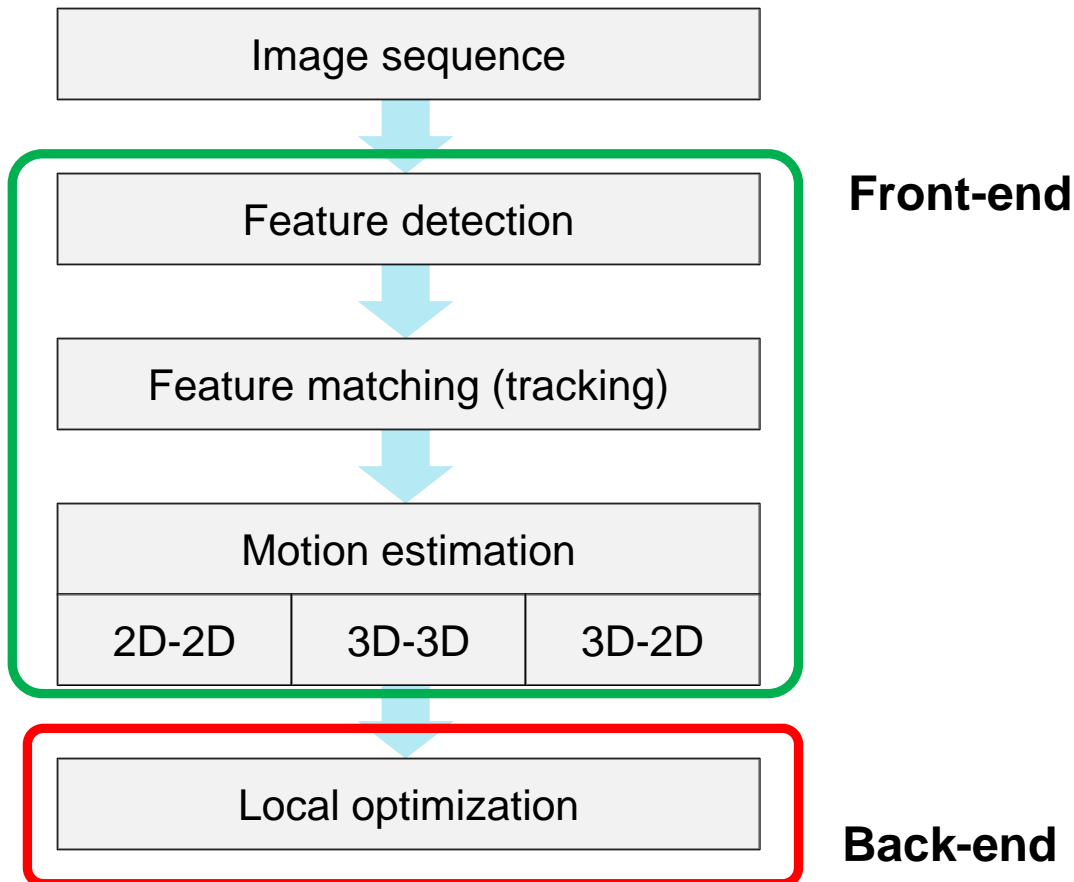 Image sequence
Front-end
Feature detection
Feature matching (tracking)
Motion estimation
2D-2D 3D-3D 3D-2D
Local optimization
Back-end